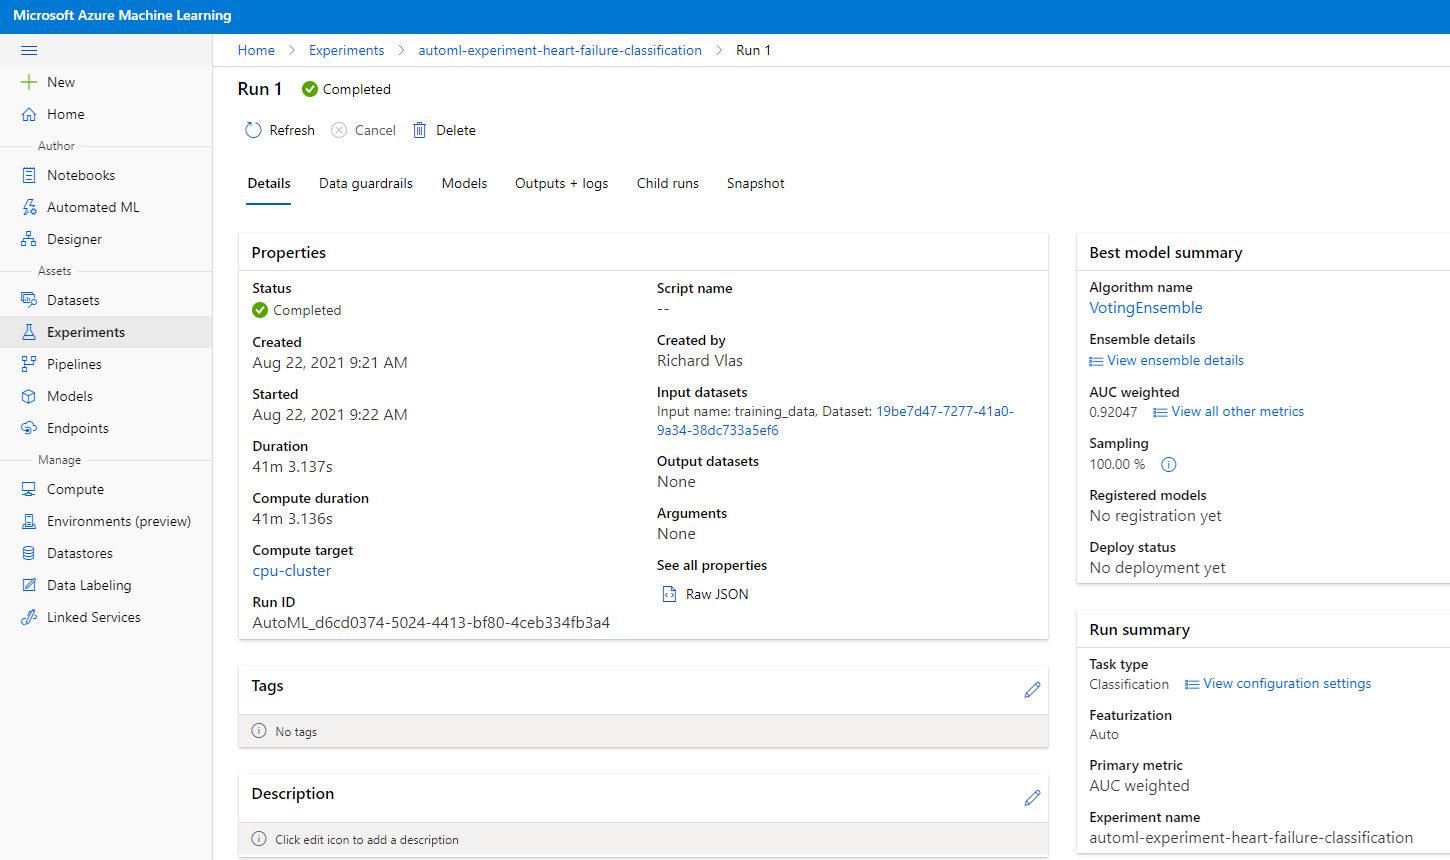 Microsoft Azure Machine Learning
New
Home
Author
Notebooks
Automated ML
Designer
Assets
Datasets
Experiments
Pipelines
Models
Endpoints
Manage
Compute
Environments (preview)
Datastores
Data Labeling
Linked Services
Home > Experiments > automl-experiment-heart-failure-classification > Run 1
Run 1 Completed
Refresh Cancel Delete
Details Data guardrails Models Outputs + logs Child runs Snapshot
Properties
Status
Completed
Created
Aug 22, 2021 9:21 AM
Started
Aug 22, 2021 9:22 AM
Duration
41m 3.137s
Compute duration
41m 3.136s
Compute target
cpu-cluster
Run ID
AutoML_d6cd0374-5024-4413-bf80-4ceb334fb3a4
Script name
--
Created by
Richard Vlas
Input datasets
Input name: training_data, Dataset: 19be7d47-7277-41a0-
9a34-38dc733a5ef6
Output datasets
None
Arguments
None
See all properties
Raw JSON
Tags
No tags
Description
Click edit icon to add a description
Best model summary
Algorithm name
VotingEnsemble
Ensemble details
View ensemble details
AUC weighted
0.92047 View all other metrics
Sampling
100.00 %
Registered models
No registration yet
Deploy status
No deployment yet
Run summary
Task type
Classification View configuration settings
Featurization
Auto
Primary metric
AUC weighted
Experiment name
automl-experiment-heart-failure-classification